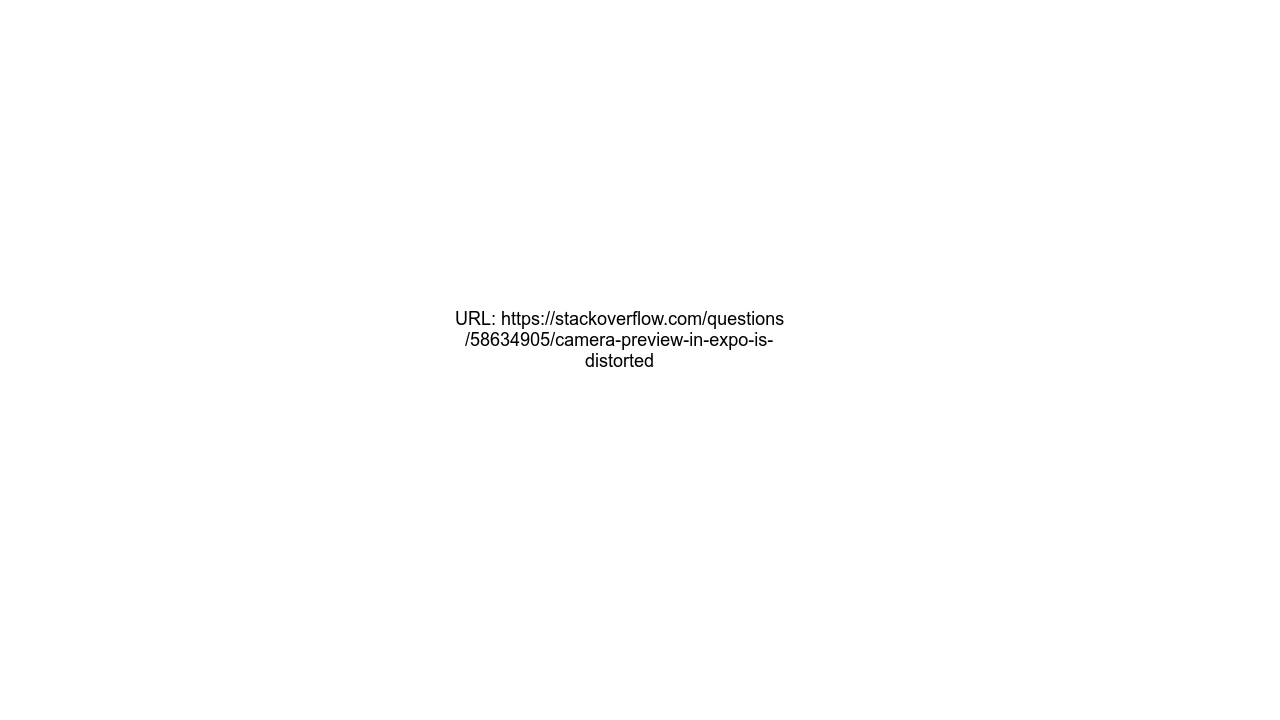 URL: https://stackoverflow.com/questions
/58634905/camera-preview-in-expo-is-
distorted